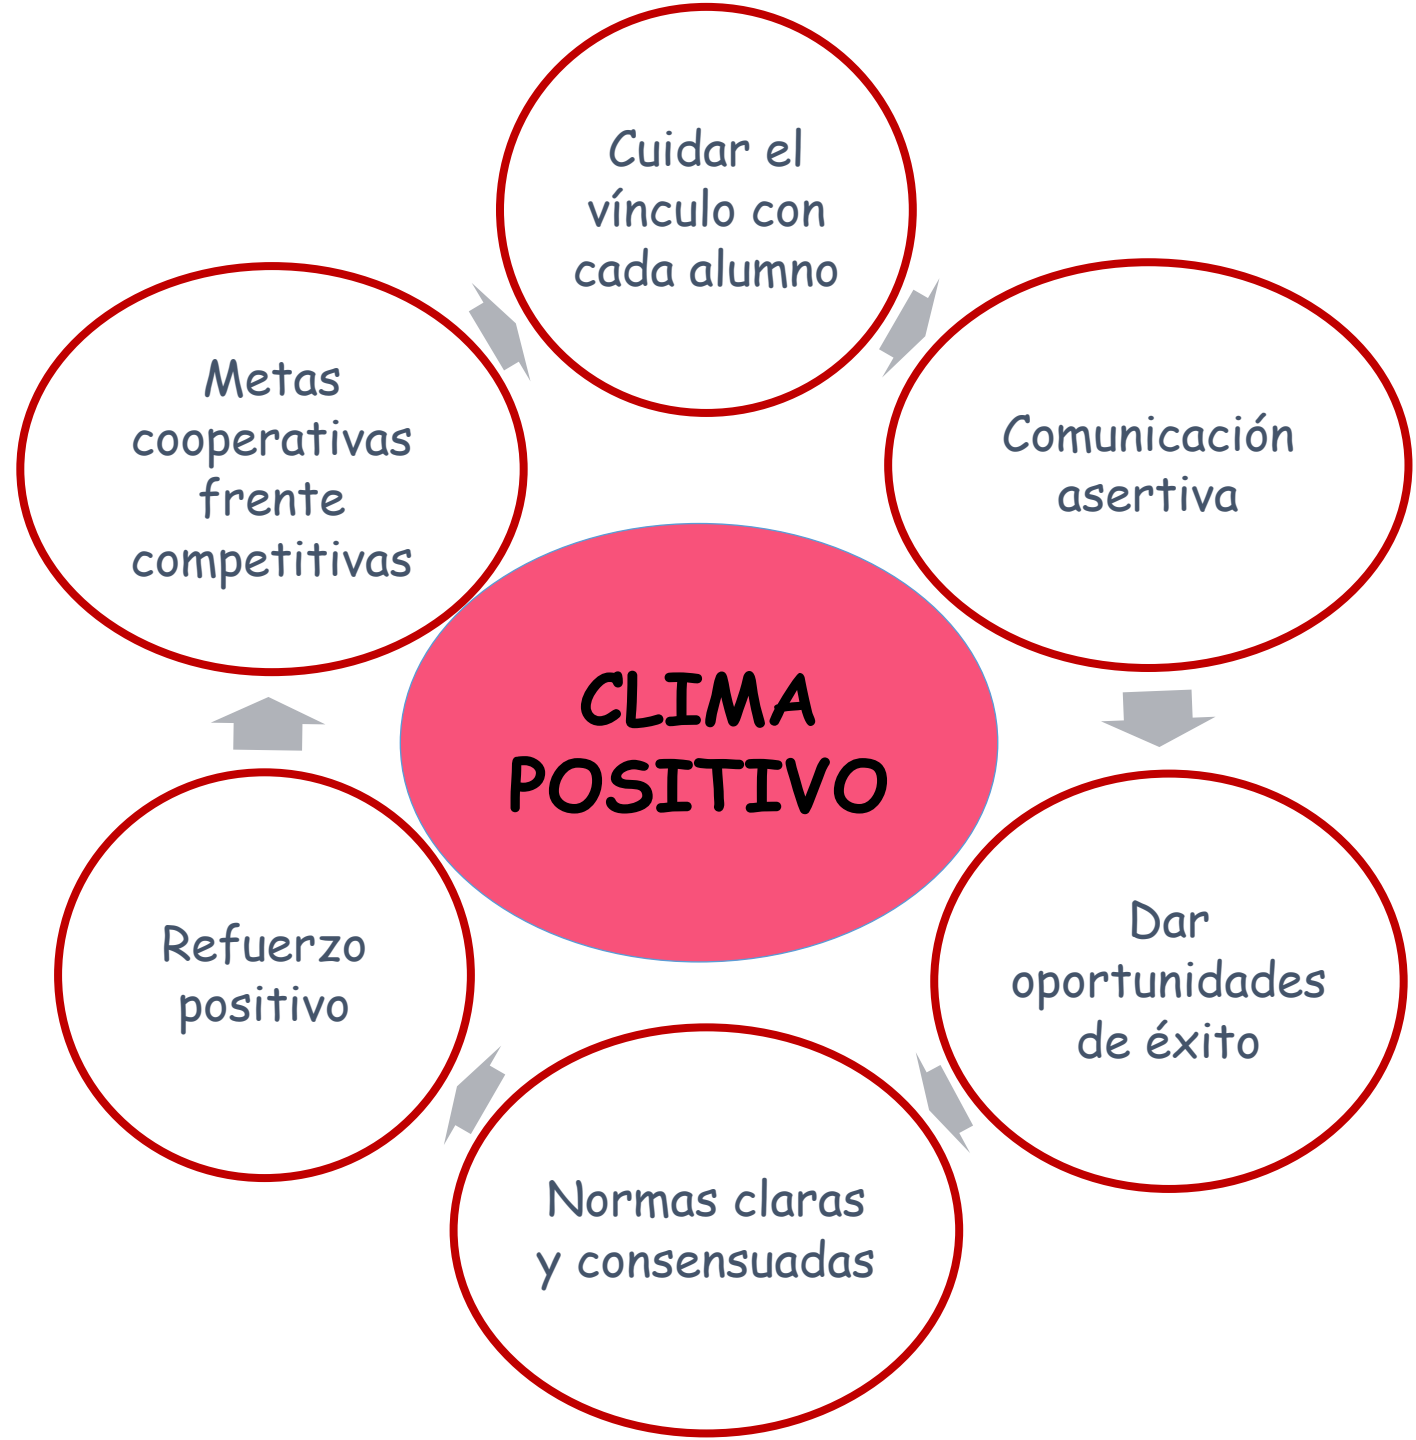 Cuidar el
vínculo con
cada alumno
Comunicación
asertiva
Dar
oportunidades
de éxito
Normas claras
y consensuadas
Refuerzo
positivo
Metas
cooperativas
frente
competitivas
CLIMA
POSITIVO